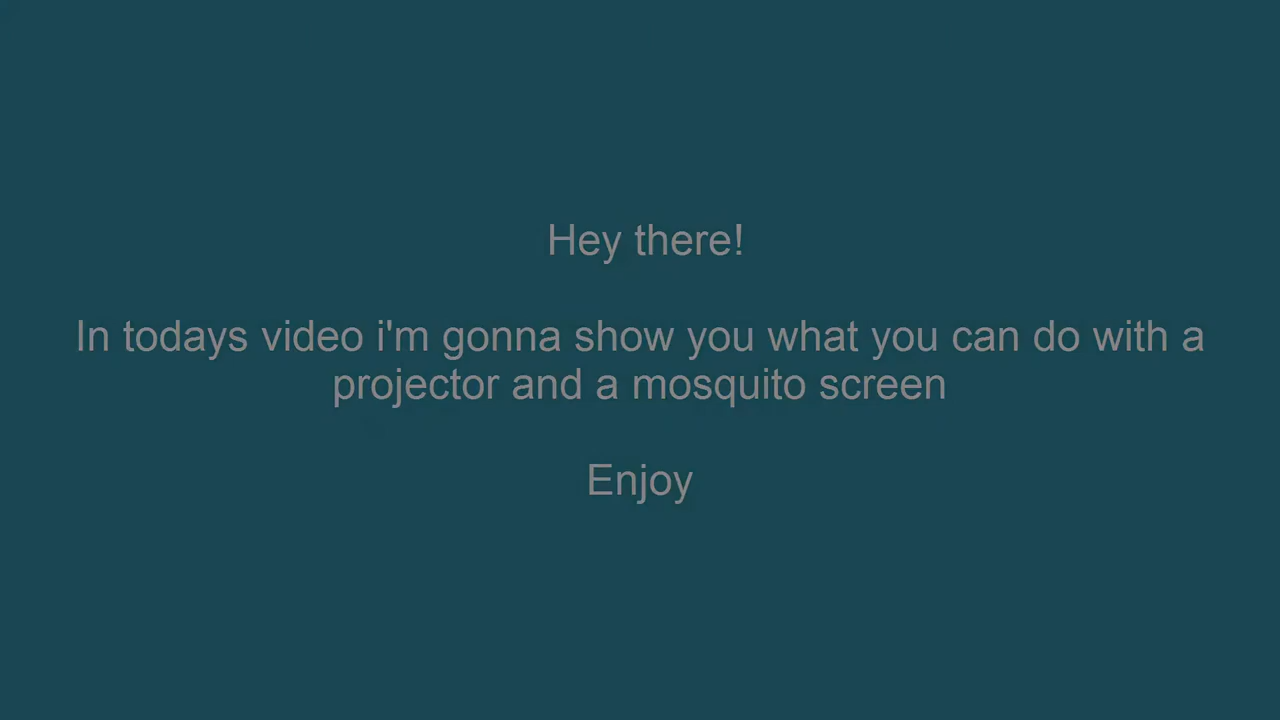 Hey there!
In todays video i'm gonna show you what you can do with a
projector and a mosquito screen
Enjoy